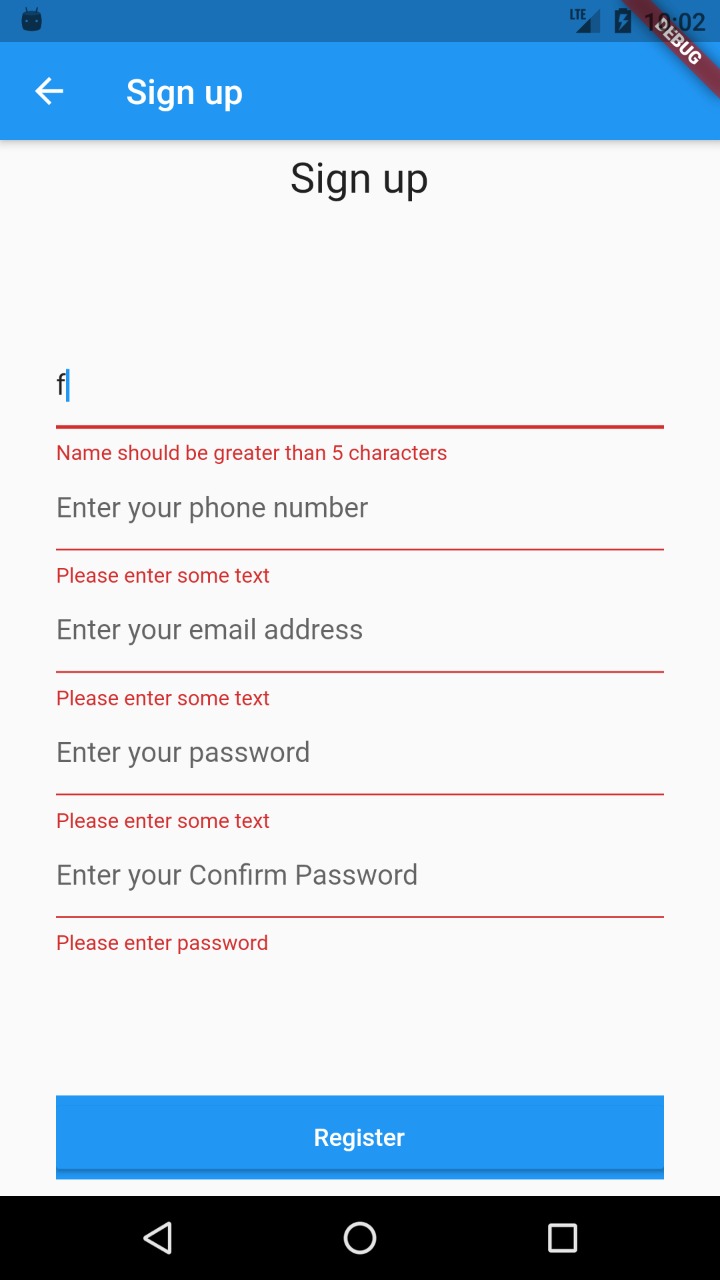 LTE
DEBUG
Sign up
Sign up
f
Name should be greater than 5 characters
Enter your phone number
Please enter some text
Enter your email address
Please enter some text
Enter your password
Please enter some text
Enter your Confirm Password
Please enter password
Register